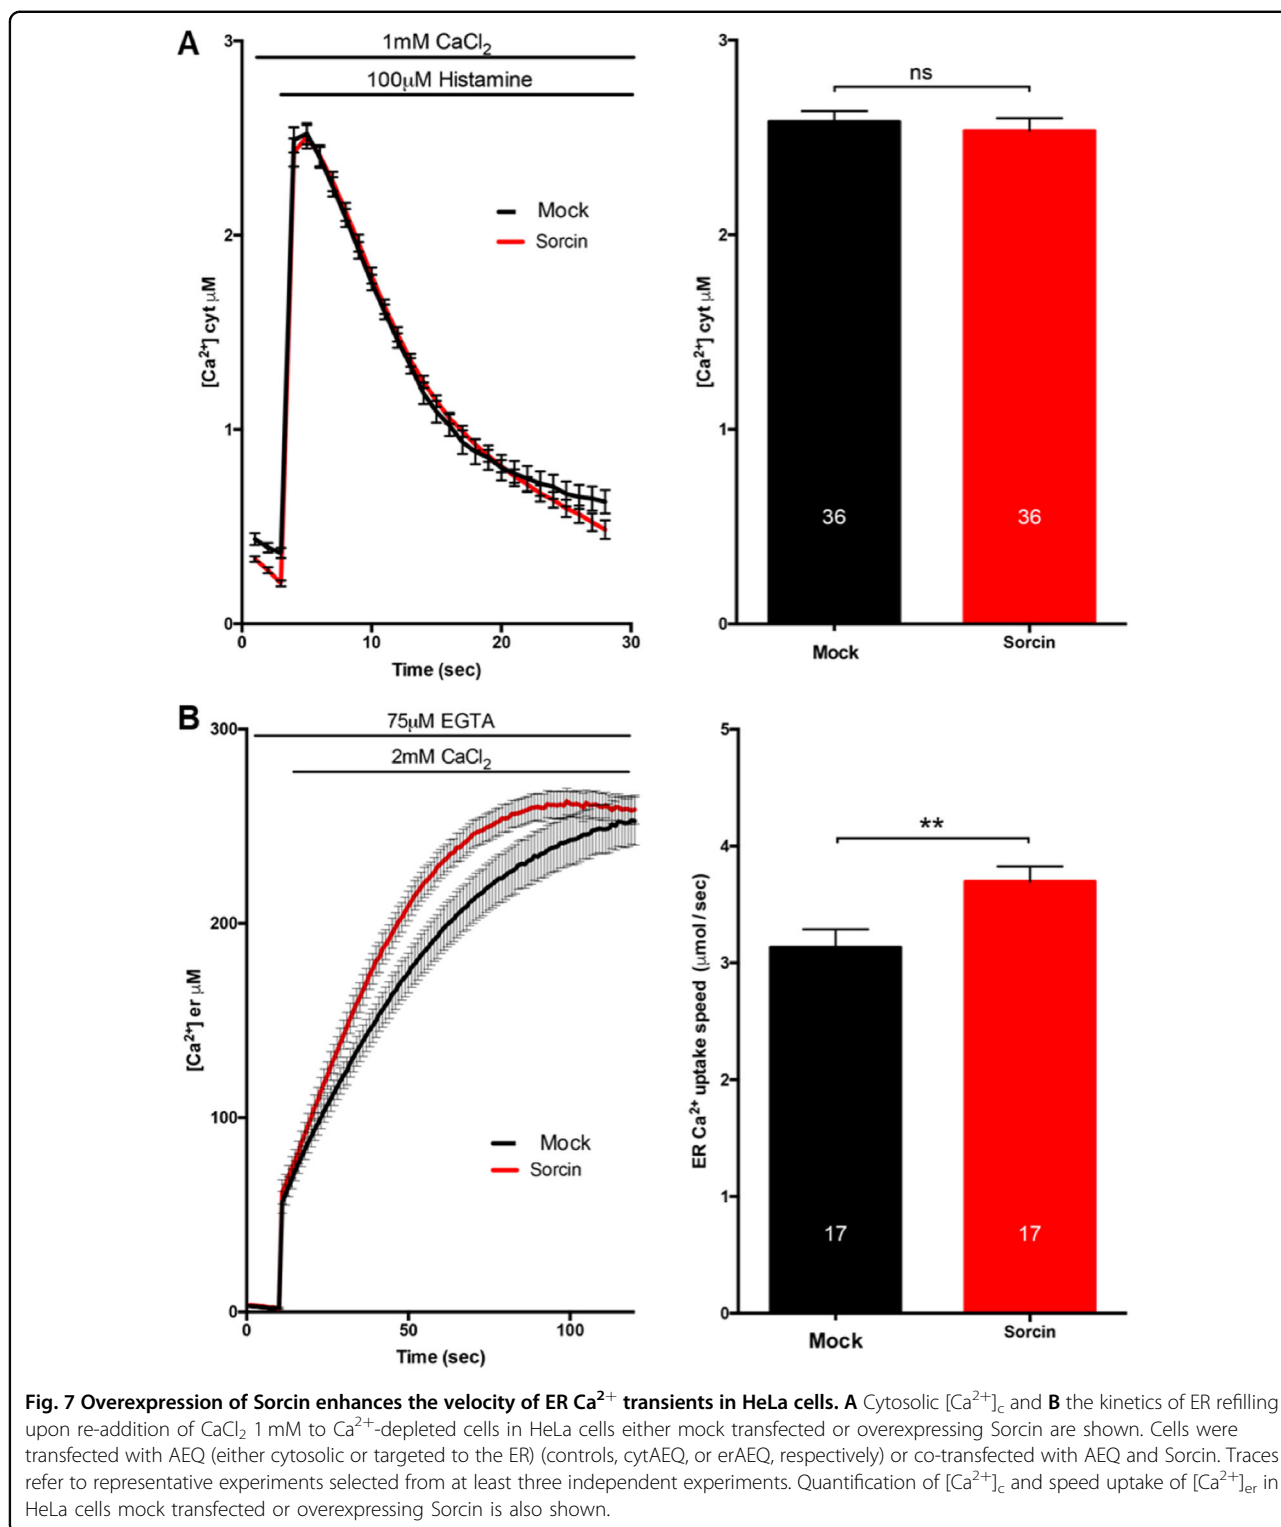 A
1mM CaCl₂
100µM Histamine
3
2
1
0
[Ca²⁺] cyt µM
Mock
Sorcin
0 10 20 30
Time (sec)
3
2
1
0
[Ca²⁺] cyt µM
ns
36 36
Mock Sorcin
B
75µM EGTA
2mM CaCl₂
300
200
100
0
[Ca²⁺] er µM
Mock
Sorcin
0 50 100
Time (sec)
5
4
3
2
1
0
ER Ca²⁺ uptake speed (µmol/sec)
**
17 17
Mock Sorcin
Fig. 7 Overexpression of Sorcin enhances the velocity of ER Ca²⁺ transients in HeLa cells. A Cytosolic [Ca²⁺]c and B the kinetics of ER refilling
upon re-addition of CaCl₂ 1 mM to Ca²⁺-depleted cells in HeLa cells either mock transfected or overexpressing Sorcin are shown. Cells were
transfected with AEQ (either cytosolic or targeted to the ER) (controls, cytAEQ, or erAEQ, respectively) or co-transfected with AEQ and Sorcin. Traces
refer to representative experiments selected from at least three independent experiments. Quantification of [Ca²⁺]c and speed uptake of [Ca²⁺]er in
HeLa cells mock transfected or overexpressing Sorcin is also shown.